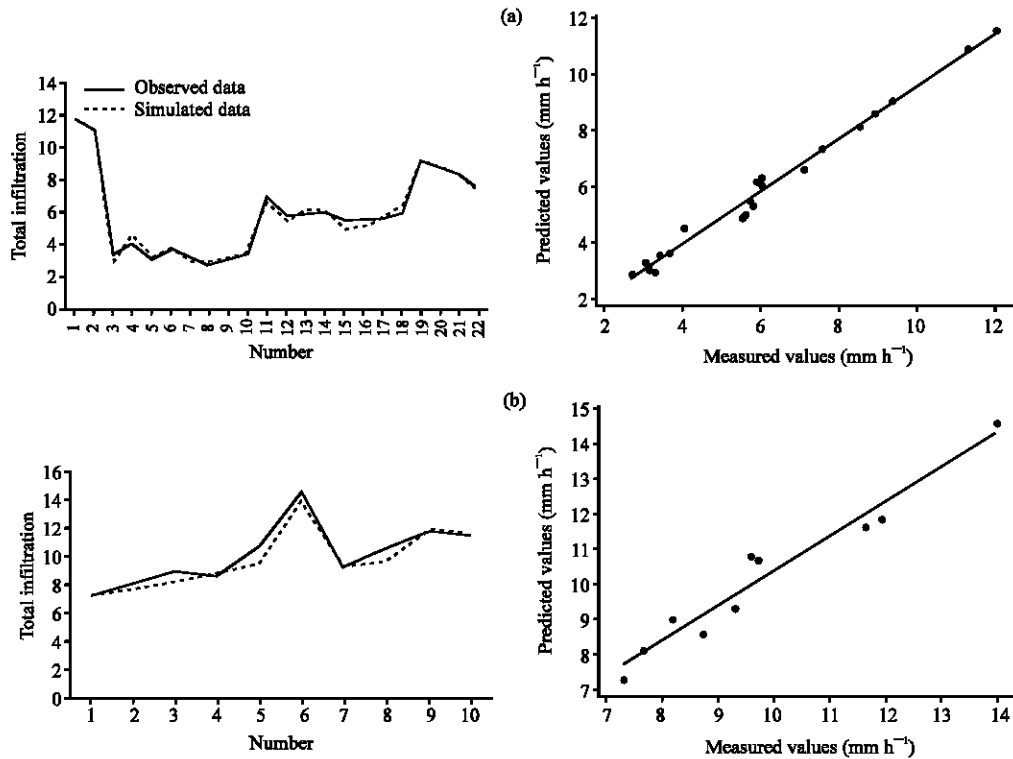 (a)
Observed data
Simulated data
14
12
10
8
6
4
2
0
Total infiltration
1 2 3 4 5 6 7 8 9 10 11 12 13 14 15 16 17 18 19 20 21 22
Number
12
10
8
6
4
2
Predicted values (mm h⁻¹)
2 4 6 8 10 12
Measured values (mm h⁻¹)
(b)
16
14
12
10
8
6
4
2
0
Total infiltration
1 2 3 4 5 6 7 8 9 10
Number
15
14
13
12
11
10
9
8
7
Predicted values (mm h⁻¹)
7 8 9 10 11 12 13 14
Measured values (mm h⁻¹)